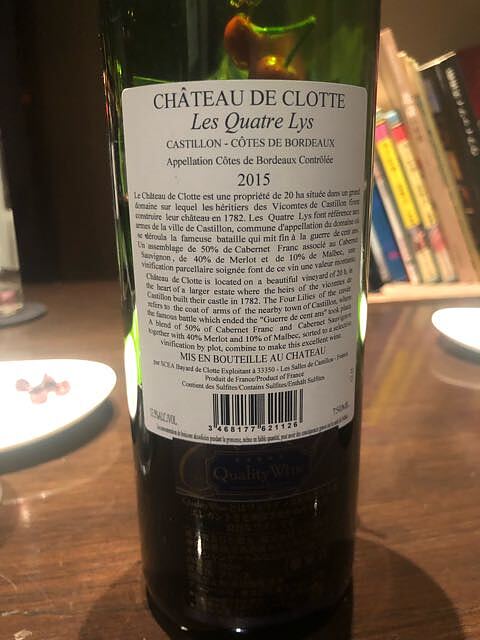 CHÂTEAU DE CLOTTE
Les Quatre Lys
CASTILLON - CÔTES DE BORDEAUX
Appellation Côtes de Bordeaux Contrôlée
2015
Le Château de Clotte est une propriété de 20 ha située dans un grand
domaine sur lequel les héritiers des Vicomtes de Castillon firent
construire leur château en 1782. Les Quatre Lys font référence aux
armes de la ville de Castillon, commune d'appellation du domaine où
se déroula la fameuse bataille qui mit fin à la guerre de cent ans.
Un assemblage de 50% de Cabernet Franc associé au Cabernet
Sauvignon, de 40% de Merlot et de 10% de Malbec, sa
vinification parcellaire soignée font de ce vin une valeur montante.
Château de Clotte is located on a beautiful vineyard of 20 h, in
the heart of a larger estate where the heirs of the vicomtes de
Castillon built their castle in 1782. The Four Lilies of the cuvée
refers to the coat of arms of the nearby town of Castillon, where
the famous battle which ended the "Guerre de cent ans" took place.
A blend of 50% of Cabernet Franc and Cabernet Sauvignon
together with 40% Merlot and 10% of Malbec, sorted to a selective
vinification by plot, combine to make this excellent wine.
MIS EN BOUTEILLE AU CHATEAU
par SCEA Bayard de Clotte Exploitant à 33350 - Les Salles de Castillon - France
Produit de France/Product of France
Contient des Sulfites/Contains Sulfites/Enthält Sulfites
ALC/VOL
750ML
3 468177 621126
Quality Wine